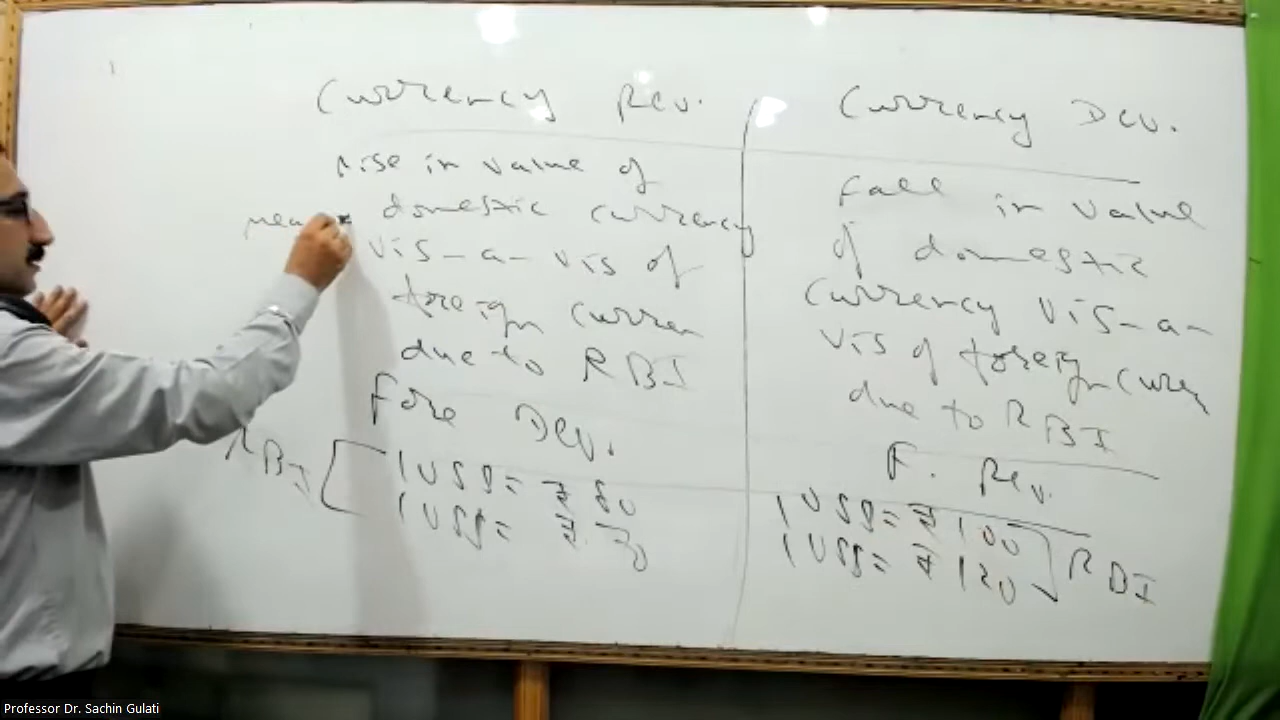 Currency Rev.
rise in value of
mean domestic currency
vis-a-vis of
foreign curren
due to RBI
Fore Dev.
RBI
1 US$ = ₹ 80
1 US$ = ₹ 70
Currency Dev.
Fall in value
of domestic
Currency vis-a-
vis of foreign curren
due to RBI
F. Rev.
1 US$ = ₹ 100
1 US$ = ₹ 120
RBI
Professor Dr. Sachin Gulati